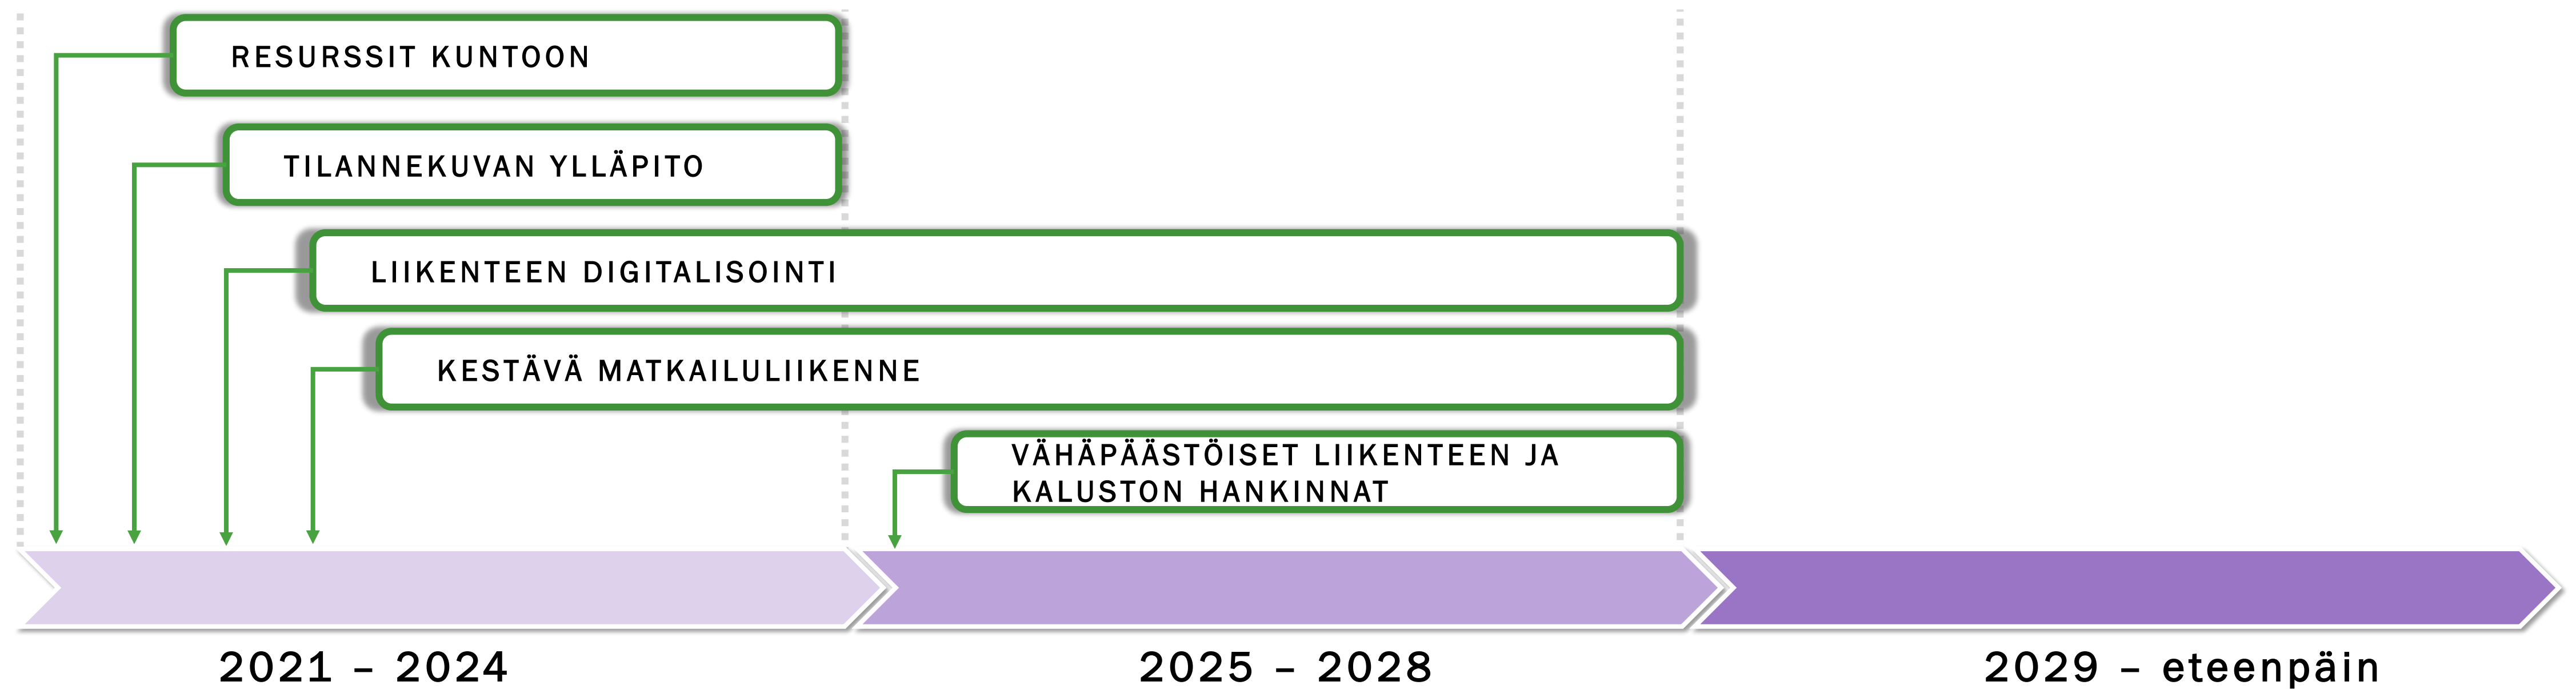 RESURSSIT KUNTOON
TILANNEKUVAN YLLÄPITO
LIIKENTEEN DIGITALISOINTI
KESTÄVÄ MATKAILULIIKENNE
VÄHÄPÄÄSTÖISET LIIKENTEEN JA
KALUSTON HANKINNAT
2021 – 2024
2025 – 2028
2029 – eteenpäin